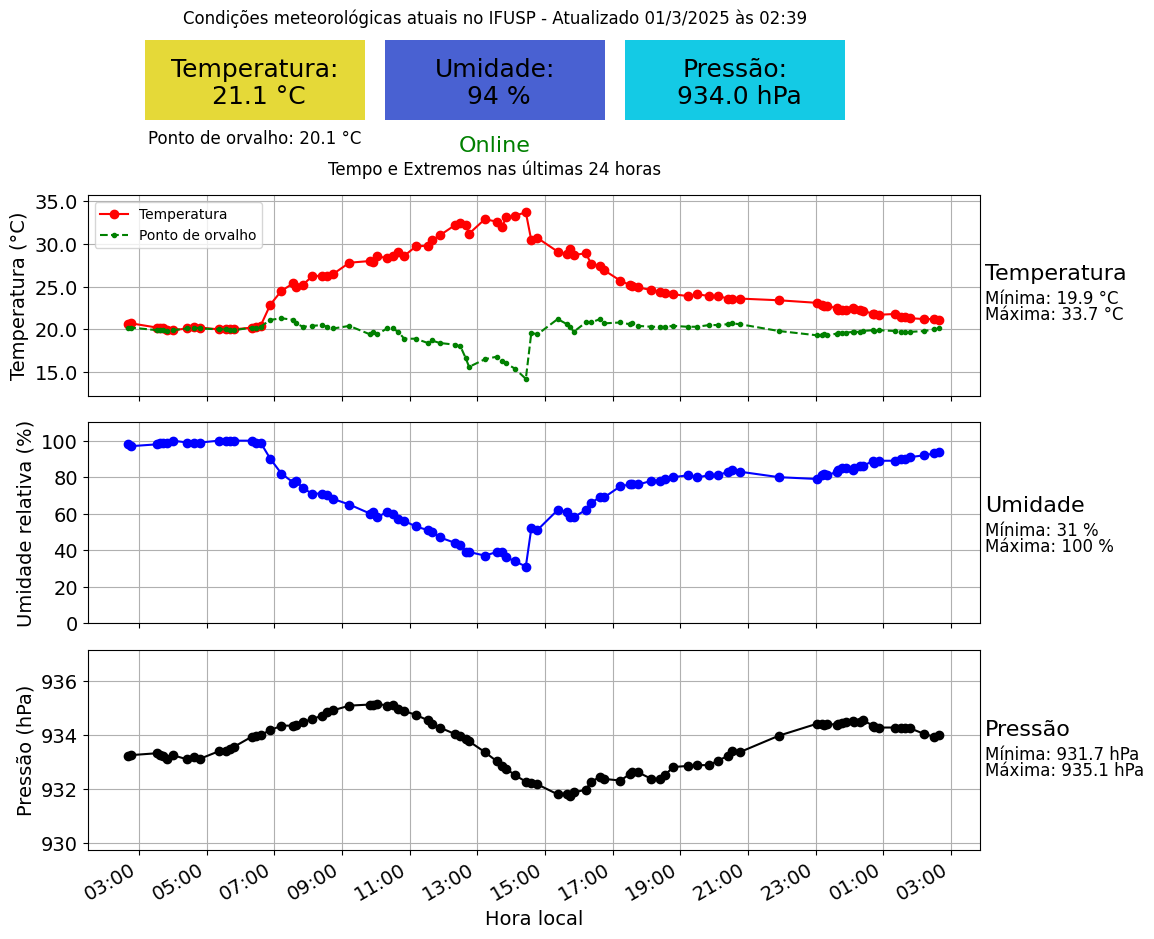 Condições meteorológicas atuais no IFUSP - Atualizado 01/3/2025 às 02:39
Temperatura:
21.1 °C
Umidade:
94 %
Pressão:
934.0 hPa
Ponto de orvalho: 20.1 °C
Online
Tempo e Extremos nas últimas 24 horas
Temperatura (°C)
35.0
30.0
25.0
20.0
15.0
Temperatura
Ponto de orvalho
Temperatura
Mínima: 19.9 °C
Máxima: 33.7 °C
Umidade relativa (%)
100
80
60
40
20
0
Umidade
Mínima: 31 %
Máxima: 100 %
Pressão (hPa)
936
934
932
930
Pressão
Mínima: 931.7 hPa
Máxima: 935.1 hPa
03:00 05:00 07:00 09:00 11:00 13:00 15:00 17:00 19:00 21:00 23:00 01:00 03:00
Hora local